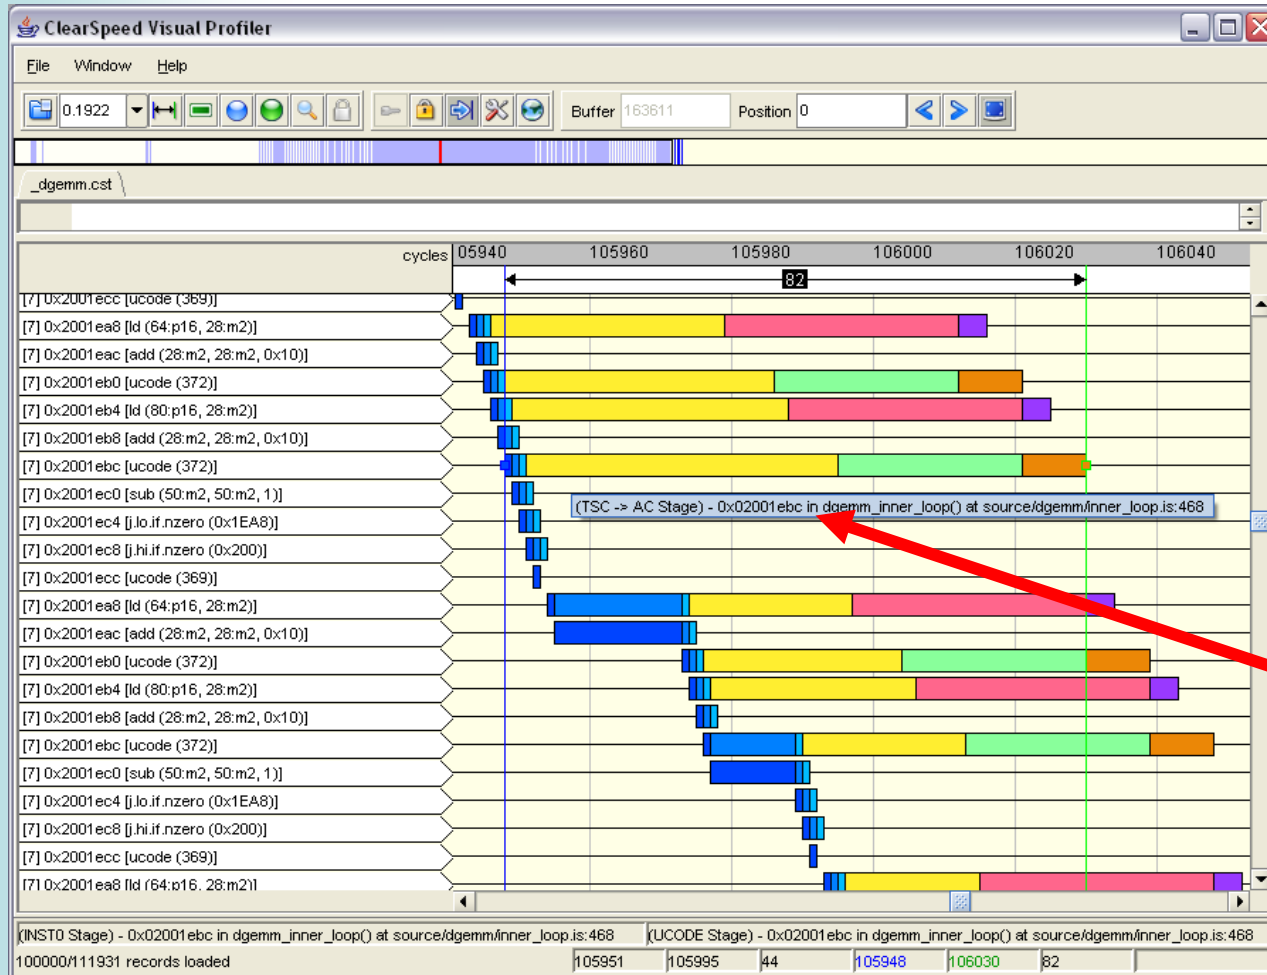 ClearSpeed Visual Profiler
File Window Help
0.1922 Buffer 163611 Position 0
_dgemm.cst
cycles 05940 105960 105980 106000 106020 106040
82
[7] 0x2001ecc [ucode (369)]
[7] 0x2001ea8 [ld (64:p16, 28:m2)]
[7] 0x2001eac [add (28:m2, 28:m2, 0x10)]
[7] 0x2001eb0 [ucode (372)]
[7] 0x2001eb4 [ld (80:p16, 28:m2)]
[7] 0x2001eb8 [add (28:m2, 28:m2, 0x10)]
[7] 0x2001ebc [ucode (372)]
[7] 0x2001ec0 [sub (50:m2, 50:m2, 1)]
(TSC -> AC Stage) - 0x02001ebc in dgemm_inner_loop() at source/dgemm/inner_loop.is:468
[7] 0x2001ec4 [j.lo.if.nzero (0x1EA8)]
[7] 0x2001ec8 [j.hi.if.nzero (0x200)]
[7] 0x2001ecc [ucode (369)]
[7] 0x2001ea8 [ld (64:p16, 28:m2)]
[7] 0x2001eac [add (28:m2, 28:m2, 0x10)]
[7] 0x2001eb0 [ucode (372)]
[7] 0x2001eb4 [ld (80:p16, 28:m2)]
[7] 0x2001eb8 [add (28:m2, 28:m2, 0x10)]
[7] 0x2001ebc [ucode (372)]
[7] 0x2001ec0 [sub (50:m2, 50:m2, 1)]
[7] 0x2001ec4 [j.lo.if.nzero (0x1EA8)]
[7] 0x2001ec8 [j.hi.if.nzero (0x200)]
[7] 0x2001ecc [ucode (369)]
[7] 0x2001ea8 [ld (64:p16, 28:m2)]
(INST0 Stage) - 0x02001ebc in dgemm_inner_loop() at source/dgemm/inner_loop.is:468 (UCODE Stage) - 0x02001ebc in dgemm_inner_loop() at source/dgemm/inner_loop.is:468
100000/111931 records loaded 105951 105995 44 105948 106030 82